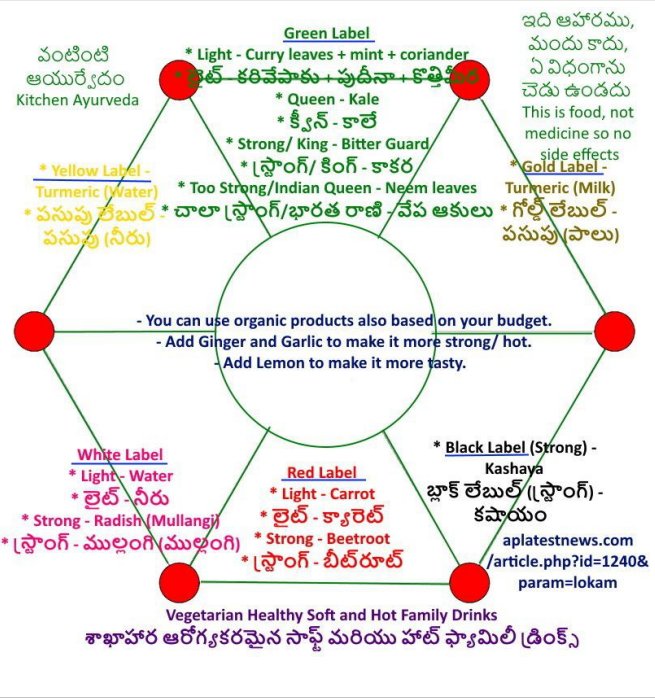 వంటింటి
ఆయుర్వేదం
Kitchen Ayurveda
Green Label
* Light - Curry leaves + mint + coriander
* లైట్ - కరివేపాకు + పుదీనా + కొత్తిమీర
* Queen - Kale
* క్వీన్ - కాలే
* Strong/ King - Bitter Guard
* స్ట్రాంగ్/ కింగ్ - కాకర
* Too Strong/Indian Queen - Neem leaves
* చాలా స్ట్రాంగ్/భారత రాణి - వేప ఆకులు
ఇది ఆహారము,
మందు కాదు,
ఏ విధంగాను
చెడు ఉండదు
This is food, not
medicine so no
side effects
* Yellow Label -
Turmeric (Water)
* పసుపు లేబుల్ -
పసుపు (నీరు)
* Gold Label -
Turmeric (Milk)
* గోల్డ్ లేబుల్ -
పసుపు (పాలు)
- You can use organic products also based on your budget.
- Add Ginger and Garlic to make it more strong/ hot.
- Add Lemon to make it more tasty.
White Label
* Light - Water
* లైట్ - నీరు
* Strong - Radish (Mullangi)
* స్ట్రాంగ్ - ముల్లంగి (ముల్లంగి)
Red Label
* Light - Carrot
* లైట్ - క్యారెట్
* Strong - Beetroot
* స్ట్రాంగ్ - బీట్‌రూట్
* Black Label (Strong) -
Kashaya
బ్లాక్ లేబుల్ (స్ట్రాంగ్) -
కషాయం
aplatestnews.com
/article.php?id=1240&
param=lokam
Vegetarian Healthy Soft and Hot Family Drinks
శాఖాహార ఆరోగ్యకరమైన సాఫ్ట్ మరియు హాట్ ఫ్యామిలీ డ్రింక్స్